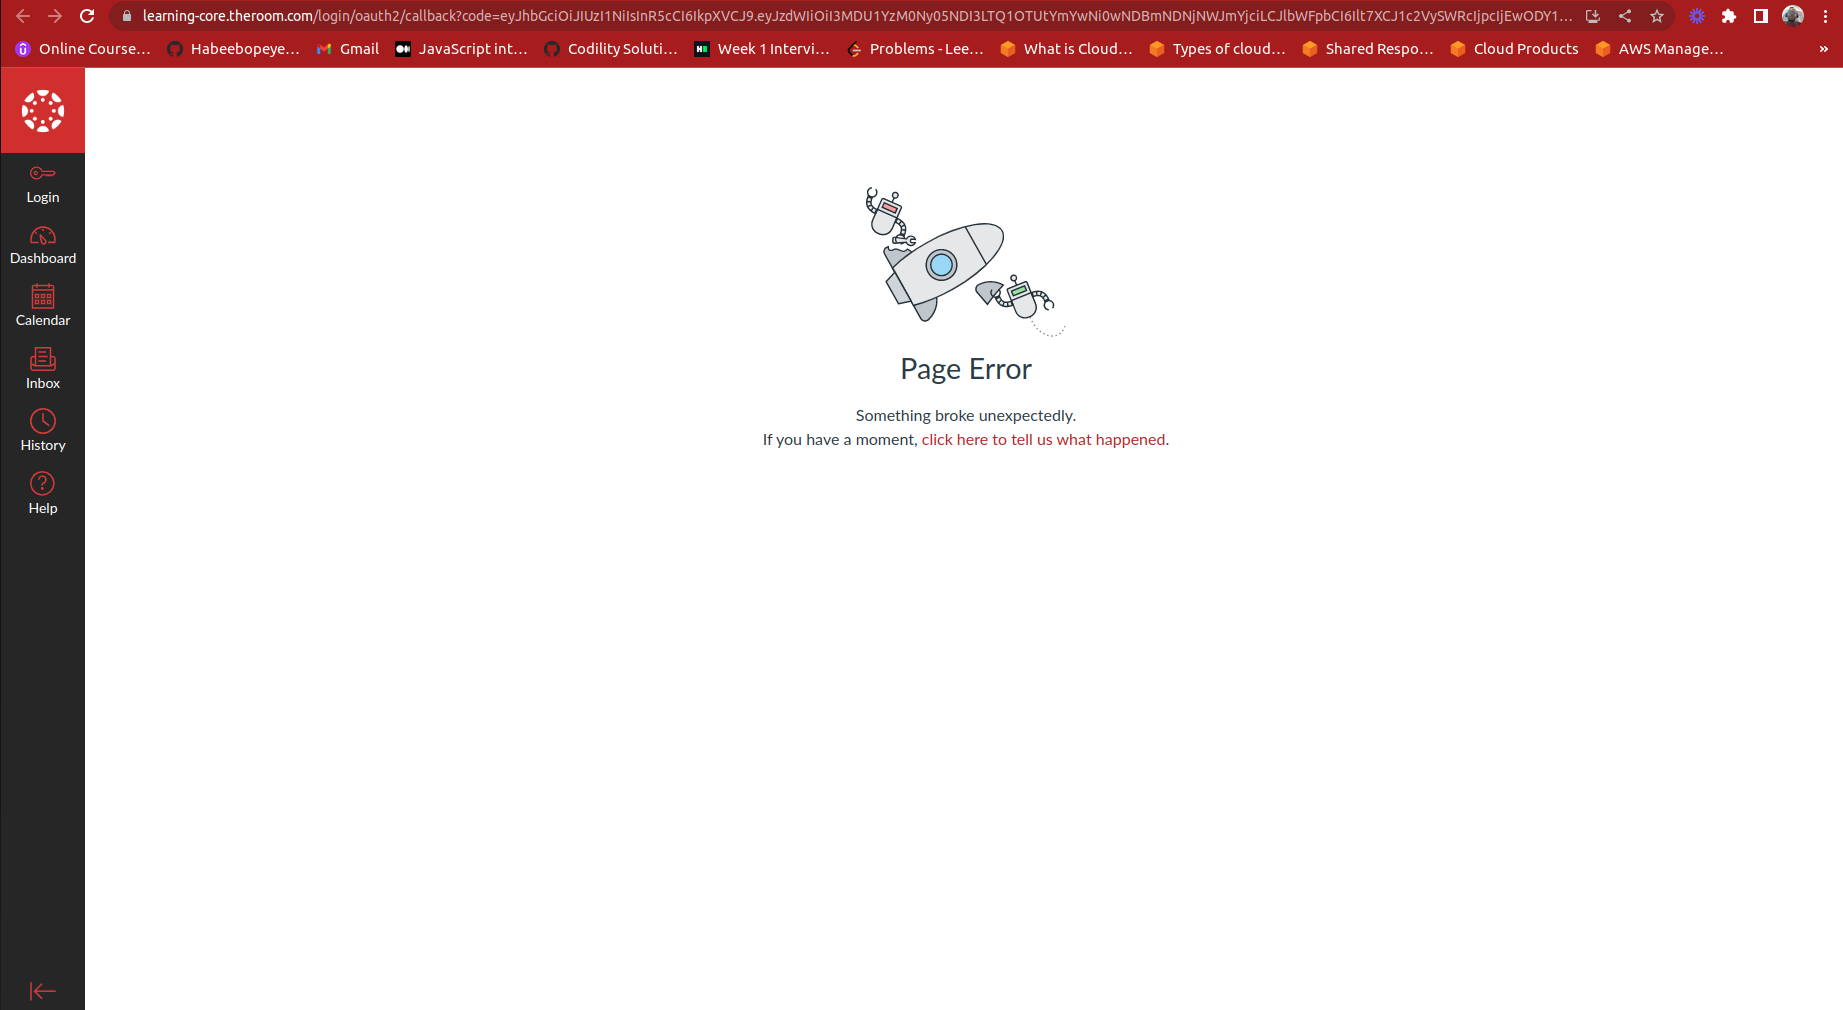 learning-core.theroom.com/login/oauth2/callback?code=eyJhbGciOiJIUzI1NiIsInR5cCI6IkpXVCJ9.eyJzdWIiOiI3MDU1YzM0Ny05NDI3LTQ1OTUtYmYwNi0wNDBmNDNjNWJmYjciLCJlbWFpbCI6Ilt7XCJ1c2VySWRcIjpcIjEwODY1...
Online Course... Habeebopeye... Gmail JavaScript int... Codility Soluti... Week 1 Intervi... Problems - Lee... What is Cloud... Types of cloud... Shared Respo... Cloud Products AWS Manage... »
Login
Dashboard
Calendar
Inbox
History
Help
Page Error
Something broke unexpectedly.
If you have a moment, click here to tell us what happened.